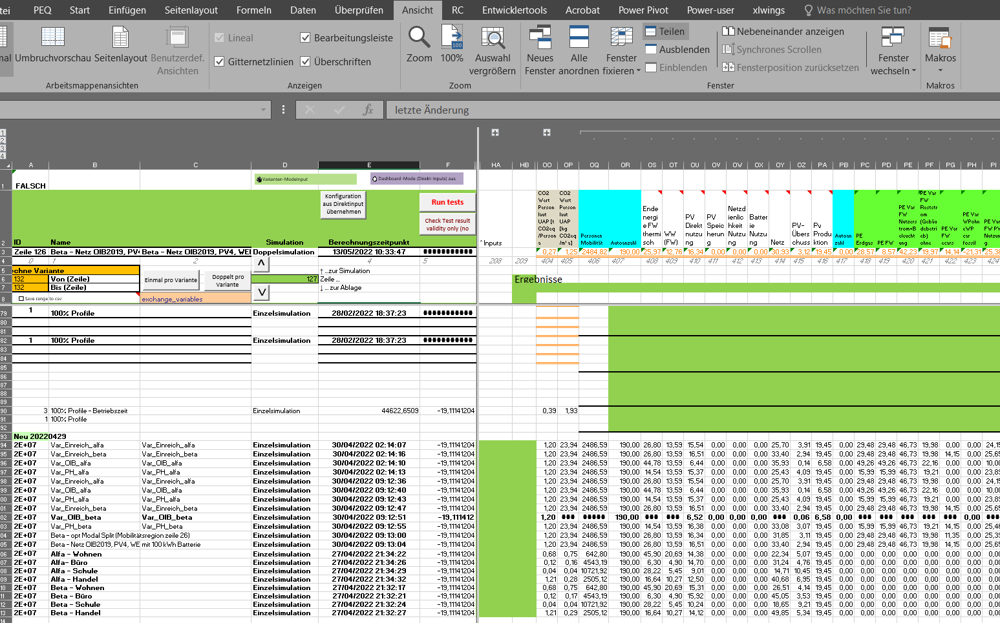 tei PEQ Start Einfügen Seitenlayout Formeln Daten Überprüfen Ansicht RC Entwicklertools Acrobat Power Pivot Power-user xlwings Was möchten Sie tun?
Umbruchvorschau Seitenlayout Benutzerdef. Ansichten
Arbeitsmappenansichten
Lineal Bearbeitungsleiste
Gitternetzlinien Überschriften
Anzeigen
Zoom 100% Auswahl vergrößern
Zoom
Neues Fenster Alle anordnen Fenster fixieren
Teilen
Ausblenden
Einblenden
Nebeneinander anzeigen
Synchrones Scrollen
Fensterposition zurücksetzen
Fenster wechseln
Fenster
Makros
Makros
fx letzte Änderung
1
2
3
4
A B C D E F HA HB OO OP OQ OR OS OT OU OV OW OX OY OZ PA PB PC PD PE PF PG PH PI
Varianten-ModeInput
Dashboard-Mode (Direkt-Inputs) aus
1 FALSCH
Konfiguration aus Direktinput übernehmen
Run tests
Check Test result validity only (no
2 ID Name Simulation Berechnungszeitpunkt ^Inputs
CO2 Wert Person laut UAP [t CO2eq /Person
CO2 Wert Person laut UAP [kg CO2eq /m²a]
Personen Mobilität
Autoanzahl
Ende nergi e FW thermi sch
WW (FW)
PV Direkt nutzu ng
PV Speic herun g
Netzd ienlic hkeit Nutzu ng
Batter ie Nutzu ng
Netz
PV-Übers chuss
Pv Produ ktion
Autoan zahl
PE Erdgas
PE FW
PE Var FW Nutzers trom+B eleucht ung
PE Var FW Reststr om (Gebäu debetri eb) ohne
PE Var FW ecars
PE Var WPohn eWP car fossil
3 Zeile 126 Beta - Netz OIB2019, PV4 Beta - Netz OIB2019, PV4, WE Doppelsimulation 13/05/2022 10:33:47 ########### 0,27 1,25 2484,82 190,00 25,97 12,76 16,34 0,00 0,00 0,00 30,93 3,12 19,45 0,00 28,57 8,57 42,23 19,97 14,14 -21,31 25,38
4 0 1 2 4 5 208 209 404 405 406 407 408 409 410 411 412 413 414 415 416 417 418 419 420 421 422 423 424
5 echne Variante ↑ ...zur Simulation
6 132 Von (Zeile) Einmal pro Variante Doppelt pro Variante 127 Zeile ... Ergebnisse
7 132 Bis (Zeile) ↓ ... zur Ablage
8 Save range to csv: exchange_variables
79 1 100% Profile Einzelsimulation 28/02/2022 18:37:23 ###########
80
81
82 1 100% Profile Einzelsimulation 28/02/2022 18:37:23 ###########
83
84
85
86
87
88
89
90 3 100% Profile - Betriebszeit Einzelsimulation 44622,6509 -19,11141204 0,39 1,93
91 1 100% Profile
92
93 Neu 20220429
94 2E+07 Var_Einreich_alfa Var_Einreich_alfa Einzelsimulation 30/04/2022 02:14:07 -19,11141204 1,20 23,94 2486,59 190,00 26,80 13,59 15,54 0,00 0,00 0,00 25,70 3,91 19,45 0,00 29,48 29,48 46,73 19,98 0,00 0,00 24,15
95 2E+07 Var_Einreich_beta Var_Einreich_beta Einzelsimulation 30/04/2022 02:14:16 -19,11141204 1,20 23,94 2486,59 190,00 26,80 13,59 16,51 0,00 0,00 0,00 33,40 2,94 19,45 0,00 29,48 29,48 46,73 19,98 14,15 0,00 25,65
96 2E+07 Var_OIB_alfa Var_OIB_alfa Einzelsimulation 30/04/2022 02:14:10 -19,11141204 1,20 23,94 2486,59 190,00 44,78 13,59 6,44 0,00 0,00 0,00 35,93 0,14 6,58 0,00 49,26 49,26 46,73 22,16 0,00 0,00 10,00
97 2E+07 Var_PH_alfa Var_PH_alfa Einzelsimulation 30/04/2022 02:14:13 -19,11141204 1,20 23,94 2486,59 190,00 14,54 13,59 15,37 0,00 0,00 0,00 25,43 4,09 19,45 0,00 15,99 15,99 46,73 19,21 0,00 0,00 23,89
98 2E+07 Var_Einreich_alfa Var_Einreich_alfa Einzelsimulation 30/04/2022 09:12:36 -19,11141204 1,20 23,94 2486,59 190,00 26,80 13,59 15,54 0,00 0,00 0,00 25,70 3,91 19,45 0,00 29,48 29,48 46,73 19,98 0,00 0,00 24,15
99 2E+07 Var_OIB_alfa Var_OIB_alfa Einzelsimulation 30/04/2022 09:12:40 -19,11141204 1,20 23,94 2486,59 190,00 44,78 13,59 6,44 0,00 0,00 0,00 35,93 0,14 6,58 0,00 49,26 49,26 46,73 22,16 0,00 0,00 10,00
00 2E+07 Var_PH_alfa Var_PH_alfa Einzelsimulation 30/04/2022 09:12:43 -19,11141204 1,20 23,94 2486,59 190,00 14,54 13,59 15,37 0,00 0,00 0,00 25,43 4,09 19,45 0,00 15,99 15,99 46,73 19,21 0,00 0,00 23,89
01 2E+07 Var_Einreich_beta Var_Einreich_beta Einzelsimulation 30/04/2022 09:12:47 -19,11141204 1,20 23,94 2486,59 190,00 26,80 13,59 16,51 0,00 0,00 0,00 33,40 2,94 19,45 0,00 29,48 29,48 46,73 19,98 14,15 0,00 25,65
02 2E+07 Var_OIB_beta Var_OIB_beta Einzelsimulation 30/04/2022 09:12:51 -19,111412 1,20 ### ##### 190,00 ### ### 6,52 0,00 0,00 0,00 ### 0,06 6,58 0,00 ### ### ### ### ### 0,00 ###
03 2E+07 Var_PH_beta Var_PH_beta Einzelsimulation 30/04/2022 09:12:55 -19,11141204 1,20 23,94 2486,59 190,00 14,54 13,59 16,38 0,00 0,00 0,00 33,08 3,07 19,45 0,00 15,99 15,99 46,73 19,21 14,15 0,00 25,46
04 2E+07 Beta - opt Modal Split (Mobilitätsregion zeile 26) Einzelsimulation 30/04/2022 09:13:00 -19,11141204 1,20 23,94 2486,59 190,00 26,80 13,59 16,34 0,00 0,00 0,00 31,85 3,11 19,45 0,00 29,48 29,48 46,73 19,98 11,35 0,00 25,39
05 2E+07 Beta - Netz OIB2019, PV4, WE mit 100 kWh Batterie Einzelsimulation 30/04/2022 09:13:04 -19,11141204 1,20 23,94 2486,59 190,00 26,80 13,59 16,51 0,00 0,00 0,00 33,40 2,94 19,45 0,00 29,48 29,48 46,73 19,98 14,15 0,00 25,65
06 2E+07 Alfa - Wohnen Einzelsimulation 27/04/2022 21:34:22 -19,11141204 0,68 0,75 642,80 190,00 45,90 20,69 14,38 0,00 0,00 0,00 22,34 5,07 19,45 0,00 0,00 0,00 0,00 0,00 0,00 0,00 0,00
07 2E+07 Alfa- Büro Einzelsimulation 27/04/2022 21:34:26 -19,11141204 0,12 0,16 4543,19 190,00 6,30 4,90 14,70 0,00 0,00 0,00 31,24 4,76 19,45 0,00 0,00 0,00 0,00 0,00 0,00 0,00 0,00
08 2E+07 Alfa - Schule Einzelsimulation 27/04/2022 21:34:29 -19,11141204 0,04 0,04 10721,92 190,00 28,22 5,45 9,01 0,00 0,00 0,00 14,71 10,45 19,45 0,00 0,00 0,00 0,00 0,00 0,00 0,00 0,00
09 2E+07 Alfa - Handel Einzelsimulation 27/04/2022 21:34:32 -19,11141204 1,21 0,28 2505,12 190,00 16,64 10,27 12,50 0,00 0,00 0,00 40,68 6,95 19,45 0,00 0,00 0,00 0,00 0,00 0,00 0,00 0,00
10 2E+07 Beta - Wohnen Einzelsimulation 27/04/2022 21:32:17 -19,11141204 0,68 0,75 642,80 190,00 45,90 20,69 15,31 0,00 0,00 0,00 26,51 4,14 19,45 0,00 0,00 0,00 0,00 0,00 0,00 0,00 0,00
11 2E+07 Beta - Büro Einzelsimulation 27/04/2022 21:32:21 -19,11141204 0,12 0,17 4543,19 190,00 6,30 4,90 15,92 0,00 0,00 0,00 45,05 3,53 19,45 0,00 0,00 0,00 0,00 0,00 0,00 0,00 0,00
12 2E+07 Beta - Schule Einzelsimulation 27/04/2022 21:32:24 -19,11141204 0,04 0,04 10721,92 190,00 28,22 5,45 10,24 0,00 0,00 0,00 18,65 9,21 19,45 0,00 0,00 0,00 0,00 0,00 0,00 0,00 0,00
13 2E+07 Beta - Handel Einzelsimulation 27/04/2022 21:32:27 -19,11141204 1,21 0,29 2505,12 190,00 16,64 10,27 14,12 0,00 0,00 0,00 49,85 5,34 19,45 0,00 0,00 0,00 0,00 0,00 0,00 0,00 0,00
14